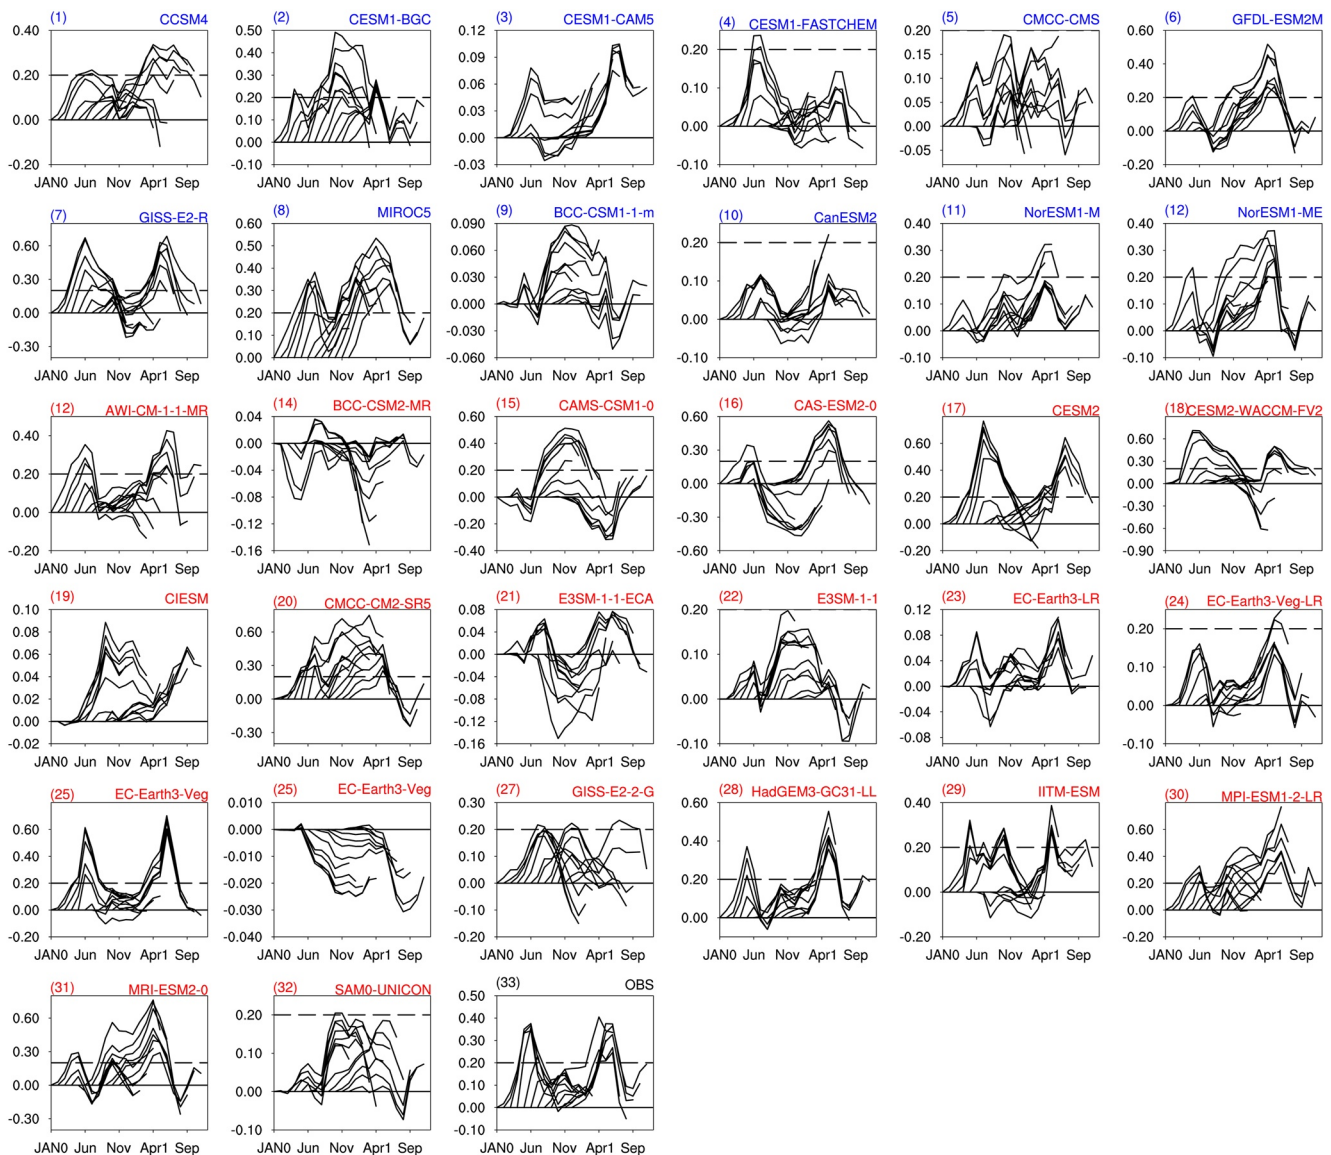 (1) CCSM4
0.40
0.20
0.00
-0.20
JAN0 Jun Nov Apr1 Sep
(2) CESM1-BGC
0.50
0.40
0.30
0.20
0.10
0.00
-0.10
JAN0 Jun Nov Apr1 Sep
(3) CESM1-CAM5
0.12
0.09
0.06
0.03
0.00
-0.03
JAN0 Jun Nov Apr1 Sep
(4) CESM1-FASTCHEM
0.20
0.10
0.00
-0.10
JAN0 Jun Nov Apr1 Sep
(5) CMCC-CMS
0.20
0.15
0.10
0.05
0.00
-0.05
JAN0 Jun Nov Apr1 Sep
(6) GFDL-ESM2M
0.60
0.40
0.20
0.00
-0.20
JAN0 Jun Nov Apr1 Sep
(7) GISS-E2-R
0.60
0.30
0.00
-0.30
JAN0 Jun Nov Apr1 Sep
(8) MIROC5
0.60
0.50
0.40
0.30
0.20
0.10
0.00
JAN0 Jun Nov Apr1 Sep
(9) BCC-CSM1-1-m
0.090
0.060
0.030
0.000
-0.030
-0.060
JAN0 Jun Nov Apr1 Sep
(10) CanESM2
0.20
0.10
0.00
-0.10
JAN0 Jun Nov Apr1 Sep
(11) NorESM1-M
0.40
0.30
0.20
0.10
0.00
-0.10
JAN0 Jun Nov Apr1 Sep
(12) NorESM1-ME
0.40
0.30
0.20
0.10
0.00
-0.10
JAN0 Jun Nov Apr1 Sep
(12) AWI-CM-1-1-MR
0.40
0.20
0.00
-0.20
JAN0 Jun Nov Apr1 Sep
(14) BCC-CSM2-MR
0.04
0.00
-0.04
-0.08
-0.12
-0.16
JAN0 Jun Nov Apr1 Sep
(15) CAMS-CSM1-0
0.60
0.40
0.20
0.00
-0.20
-0.40
JAN0 Jun Nov Apr1 Sep
(16) CAS-ESM2-0
0.60
0.30
0.00
-0.30
-0.60
JAN0 Jun Nov Apr1 Sep
(17) CESM2
0.60
0.40
0.20
0.00
-0.20
JAN0 Jun Nov Apr1 Sep
(18)CESM2-WACCM-FV2
0.90
0.60
0.30
0.00
-0.30
-0.60
-0.90
JAN0 Jun Nov Apr1 Sep
(19) CIESM
0.10
0.08
0.06
0.04
0.02
0.00
-0.02
JAN0 Jun Nov Apr1 Sep
(20) CMCC-CM2-SR5
0.60
0.30
0.00
-0.30
JAN0 Jun Nov Apr1 Sep
(21) E3SM-1-1-ECA
0.08
0.04
0.00
-0.04
-0.08
-0.12
-0.16
JAN0 Jun Nov Apr1 Sep
(22) E3SM-1-1
0.20
0.10
0.00
-0.10
JAN0 Jun Nov Apr1 Sep
(23) EC-Earth3-LR
0.12
0.08
0.04
0.00
-0.04
-0.08
JAN0 Jun Nov Apr1 Sep
(24) EC-Earth3-Veg-LR
0.20
0.10
0.00
-0.10
JAN0 Jun Nov Apr1 Sep
(25) EC-Earth3-Veg
0.60
0.40
0.20
0.00
-0.20
JAN0 Jun Nov Apr1 Sep
(25) EC-Earth3-Veg
0.010
0.000
-0.010
-0.020
-0.030
-0.040
JAN0 Jun Nov Apr1 Sep
(27) GISS-E2-2-G
0.30
0.20
0.10
0.00
-0.10
-0.20
JAN0 Jun Nov Apr1 Sep
(28) HadGEM3-GC31-LL
0.60
0.40
0.20
0.00
JAN0 Jun Nov Apr1 Sep
(29) IITM-ESM
0.40
0.20
0.00
-0.20
JAN0 Jun Nov Apr1 Sep
(30) MPI-ESM1-2-LR
0.60
0.40
0.20
0.00
-0.20
JAN0 Jun Nov Apr1 Sep
(31) MRI-ESM2-0
0.60
0.30
0.00
-0.30
JAN0 Jun Nov Apr1 Sep
(32) SAM0-UNICON
0.20
0.10
0.00
-0.10
JAN0 Jun Nov Apr1 Sep
(33) OBS
0.50
0.40
0.30
0.20
0.10
0.00
-0.10
JAN0 Jun Nov Apr1 Sep